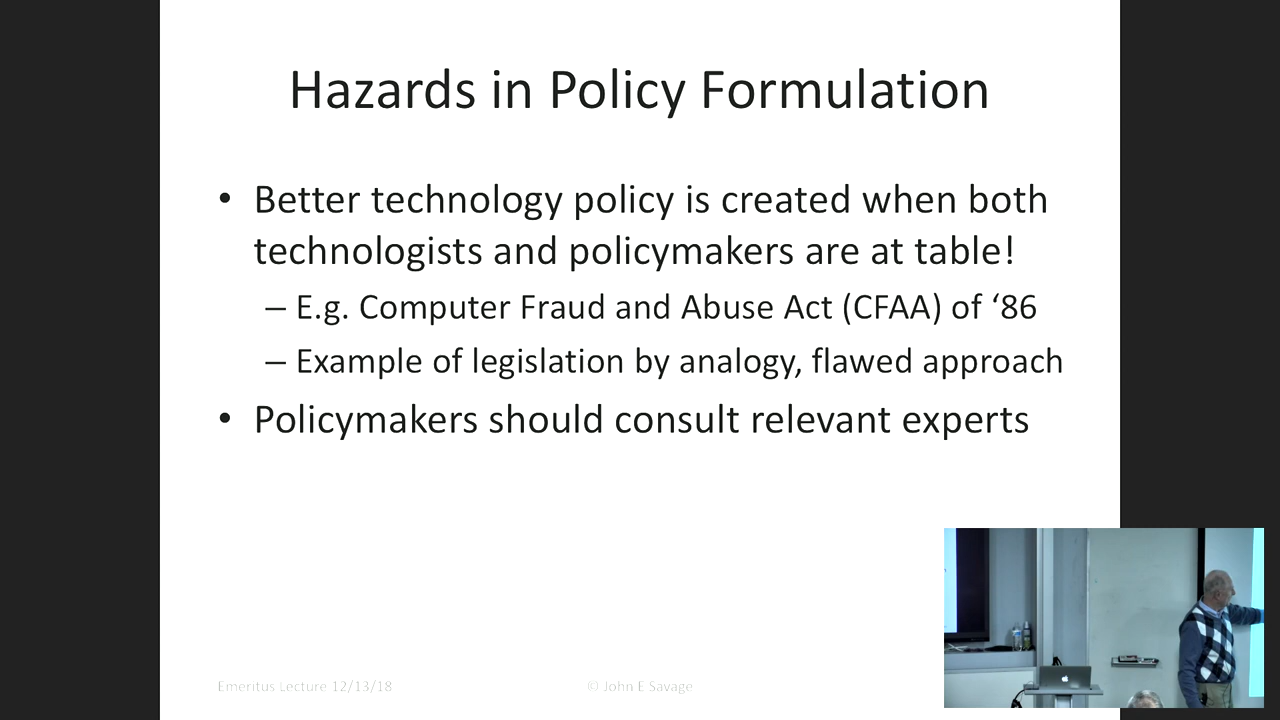 Hazards in Policy Formulation
• Better technology policy is created when both
technologists and policymakers are at table!
– E.g. Computer Fraud and Abuse Act (CFAA) of ‘86
– Example of legislation by analogy, flawed approach
• Policymakers should consult relevant experts
Emeritus Lecture 12/13/18
© John E Savage